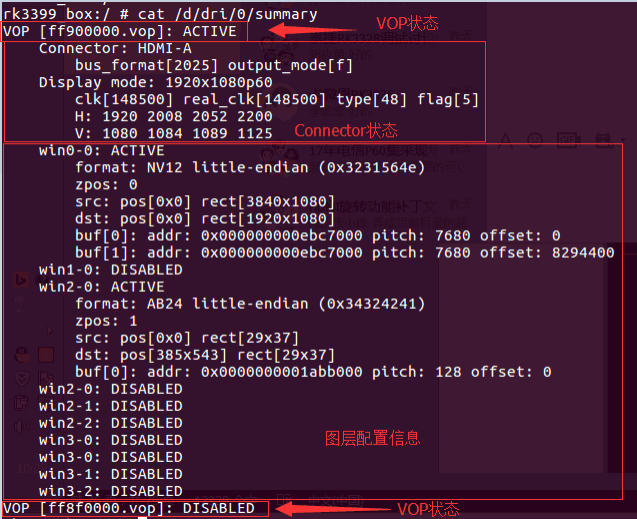 rk3399_box:/ # cat /d/dri/0/summary
VOP [ff900000.vop]: ACTIVE
VOP状态
Connector: HDMI-A
bus_format[2025] output_mode[f]
Display mode: 1920x1080p60
clk[148500] real_clk[148500] type[48] flag[5]
H: 1920 2008 2052 2200
V: 1080 1084 1089 1125
Connector状态
win0-0: ACTIVE
format: NV12 little-endian (0x3231564e)
zpos: 0
src: pos[0x0] rect[3840x1080]
dst: pos[0x0] rect[1920x1080]
buf[0]: addr: 0x000000000ebc7000 pitch: 7680 offset: 0
buf[1]: addr: 0x000000000ebc7000 pitch: 7680 offset: 8294400
win1-0: DISABLED
win2-0: ACTIVE
format: AB24 little-endian (0x34324241)
zpos: 1
src: pos[0x0] rect[29x37]
dst: pos[385x543] rect[29x37]
buf[0]: addr: 0x0000000001abb000 pitch: 128 offset: 0
win2-0: DISABLED
win2-1: DISABLED
win2-2: DISABLED
win3-0: DISABLED
win3-0: DISABLED
win3-1: DISABLED
win3-2: DISABLED
图层配置信息
VOP [ff8f0000.vop]: DISABLED
VOP状态